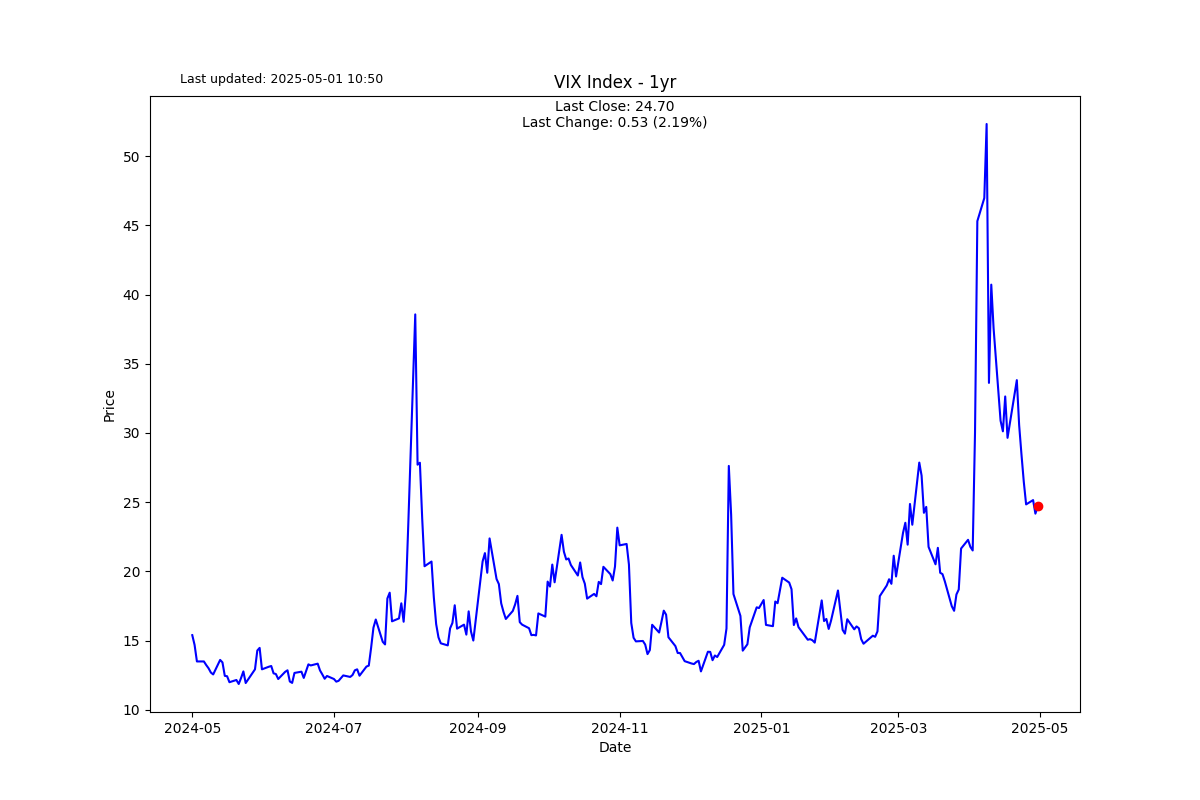 Last updated: 2025-05-01 10:50
VIX Index - 1yr
Last Close: 24.70
Last Change: 0.53 (2.19%)
50
45
40
35
30
25
20
15
10
Price
2024-05 2024-07 2024-09 2024-11 2025-01 2025-03 2025-05
Date